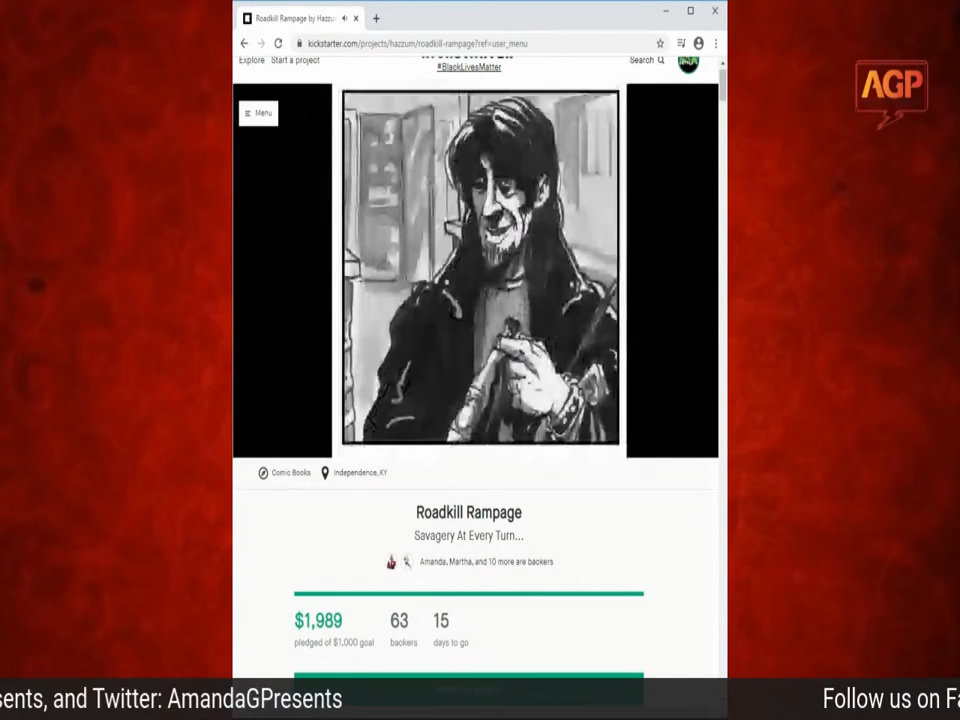 Roadkill Rampage by Hazzu
kickstarter.com/projects/hazzum/roadkill-rampage?ref=user_menu
Explore Start a project
#BlackLivesMatter
Search
AGP
Menu
Comic Books Independence, KY
Roadkill Rampage
Savagery At Every Turn...
Amanda, Martha, and 10 more are backers
$1,989 63 15
pledged of $1,000 goal backers days to go
sents, and Twitter: AmandaGPresents Follow us on Fa